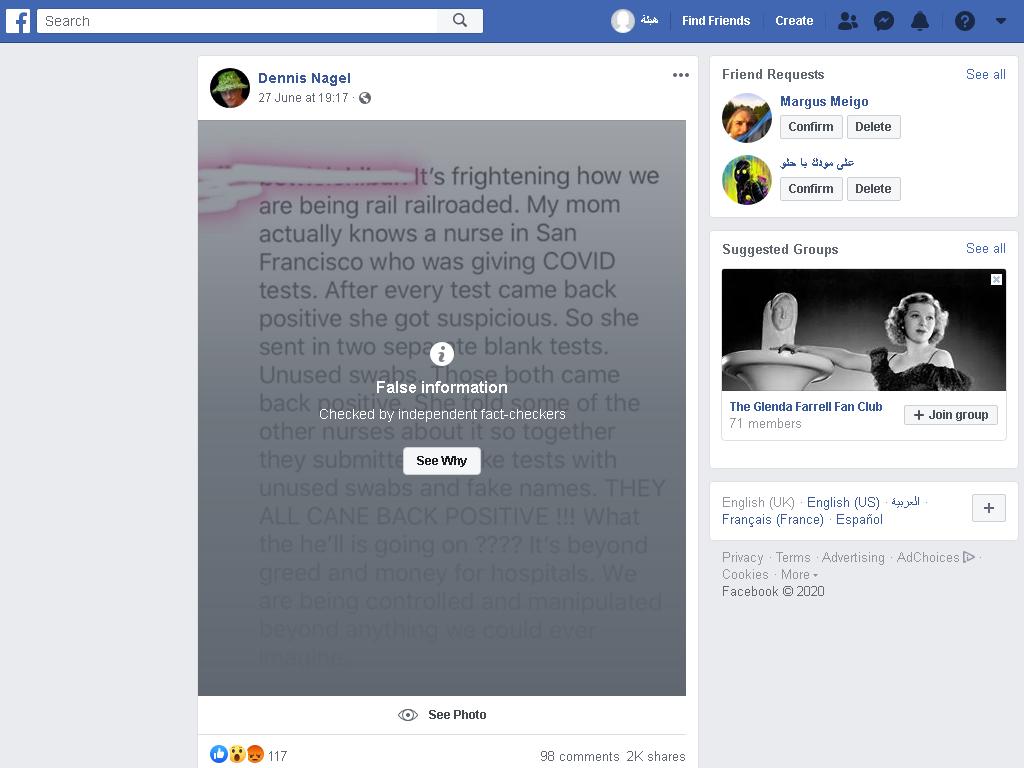 Search
هبئة
Find Friends
Create
Dennis Nagel
27 June at 19:17 ·
It's frightening how we
are being rail railroaded. My mom
actually knows a nurse in San
Francisco who was giving COVID
tests. After every test came back
positive she got suspicious. So she
sent in two separate blank tests.
Unused swabs. Those both came
back positive. She told some of the
other nurses about it so together
they submitted fake tests with
unused swabs and fake names. THEY
ALL CANE BACK POSITIVE !!! What
the he'll is going on ???? It's beyond
greed and money for hospitals. We
are being controlled and manipulated
beyond anything we could ever
imagine.
False information
Checked by independent fact-checkers
See Why
See Photo
117
98 comments 2K shares
Friend Requests
See all
Margus Meigo
Confirm Delete
على مودك يا حلو
Confirm Delete
Suggested Groups
See all
The Glenda Farrell Fan Club
71 members
Join group
English (UK) · English (US) · العربية ·
Français (France) · Español
Privacy · Terms · Advertising · AdChoices ·
Cookies · More
Facebook © 2020